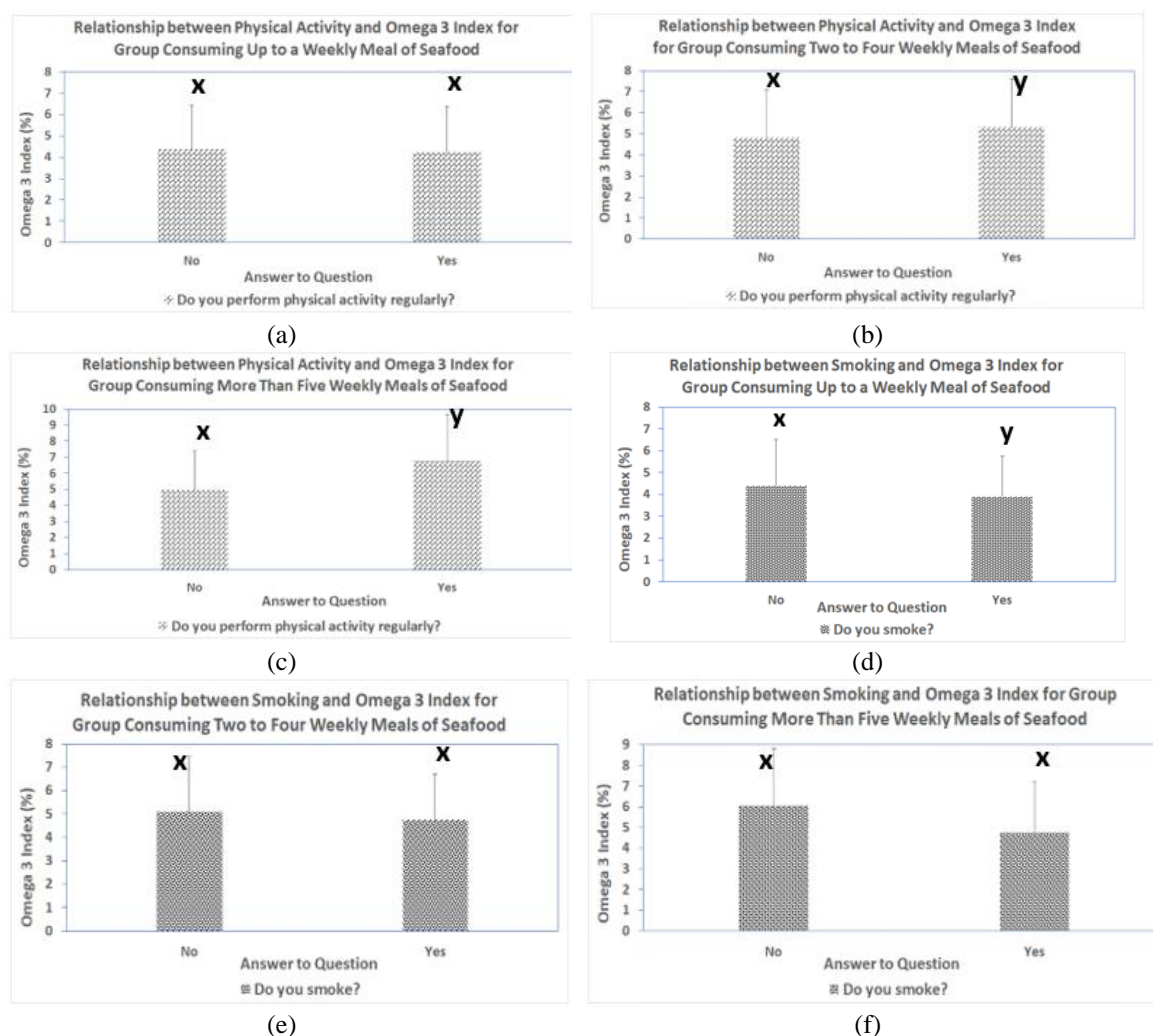 Relationship between Physical Activity and Omega 3 Index for
Group Consuming Up to a Weekly Meal of Seafood
x
x
8
7
6
5
4
3
2
1
0
Omega 3 Index (%)
No
Yes
Answer to Question
Do you perform physical activity regularly?
(a)
Relationship between Physical Activity and Omega 3 Index
for Group Consuming Two to Four Weekly Meals of Seafood
x
y
8
7
6
5
4
3
2
1
0
Omega 3 Index (%)
No
Yes
Answer to Question
Do you perform physical activity regularly?
(b)
Relationship between Physical Activity and Omega 3 Index for
Group Consuming More Than Five Weekly Meals of Seafood
x
y
10
9
8
7
6
5
4
3
2
1
0
Omega 3 Index (%)
No
Yes
Answer to Question
Do you perform physical activity regularly?
(c)
Relationship between Smoking and Omega 3 Index for
Group Consuming Up to a Weekly Meal of Seafood
x
y
8
7
6
5
4
3
2
1
0
Omega 3 Index (%)
No
Yes
Answer to Question
Do you smoke?
(d)
Relationship between Smoking and Omega 3 Index for
Group Consuming Two to Four Weekly Meals of Seafood
x
x
8
7
6
5
4
3
2
1
0
Omega 3 Index (%)
No
Yes
Answer to Question
Do you smoke?
(e)
Relationship between Smoking and Omega 3 Index for Group
Consuming More Than Five Weekly Meals of Seafood
x
x
9
8
7
6
5
4
3
2
1
0
Omega 3 Index (%)
No
Yes
Answer to Question
Do you smoke?
(f)